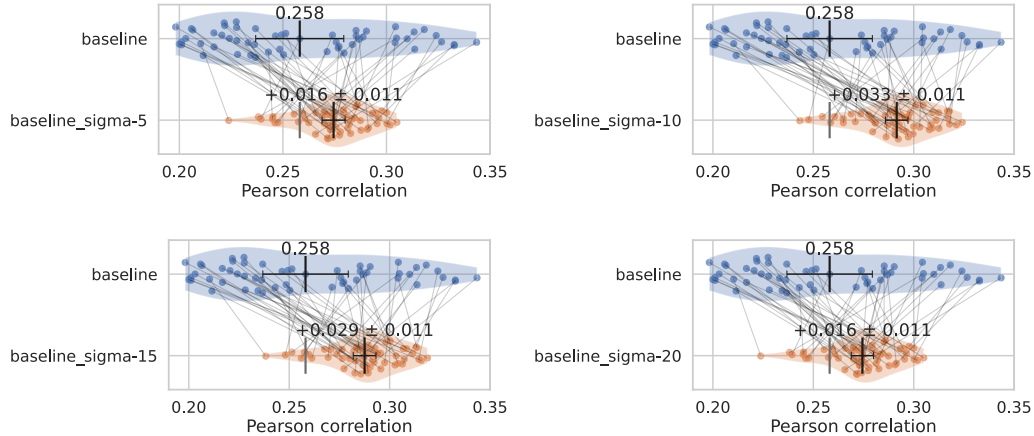 0.258
baseline
+0.016 ± 0.011
baseline_sigma-5
0.20 0.25 0.30 0.35
Pearson correlation
0.258
baseline
+0.033 ± 0.011
baseline_sigma-10
0.20 0.25 0.30 0.35
Pearson correlation
0.258
baseline
+0.029 ± 0.011
baseline_sigma-15
0.20 0.25 0.30 0.35
Pearson correlation
0.258
baseline
+0.016 ± 0.011
baseline_sigma-20
0.20 0.25 0.30 0.35
Pearson correlation